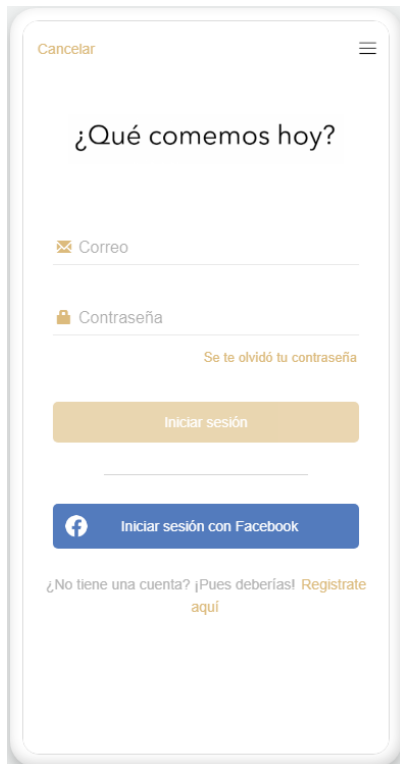 Cancelar
¿Qué comemos hoy?
Correo
Contraseña
Se te olvidó tu contraseña
Iniciar sesión
Iniciar sesión con Facebook
¿No tiene una cuenta? ¡Pues deberías! Registrate
aquí